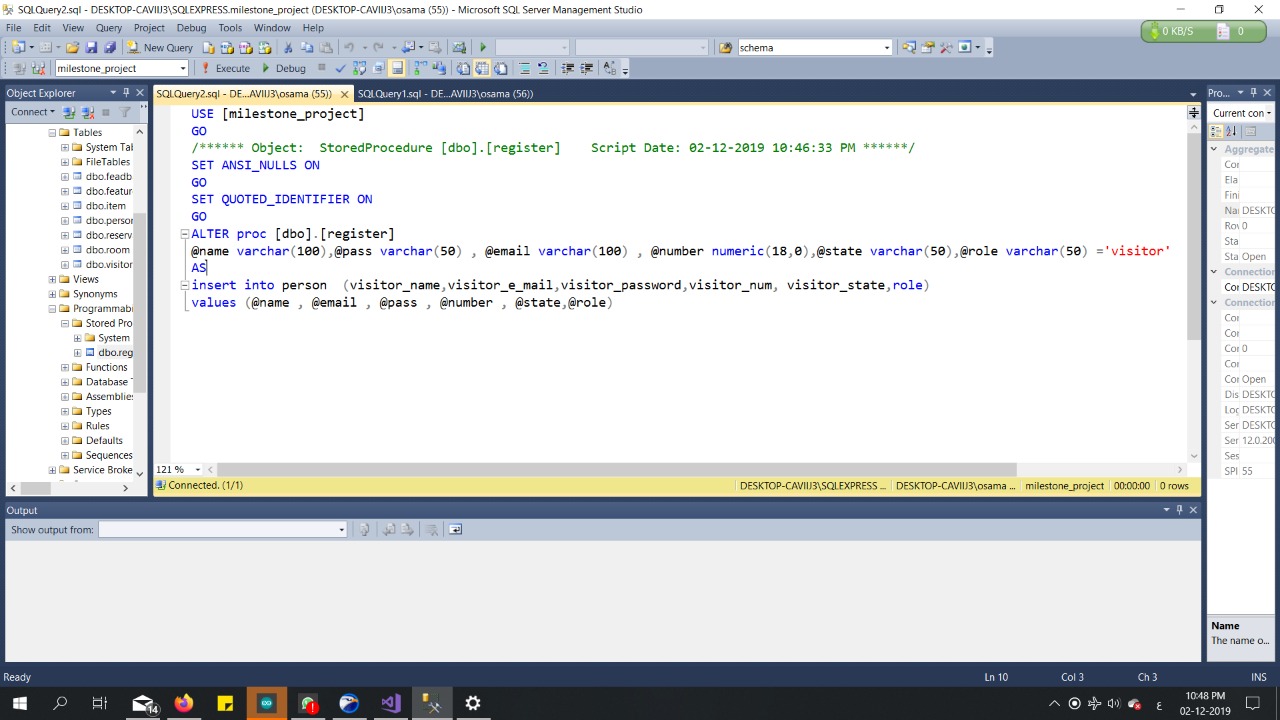 SQLQuery2.sql - DESKTOP-CAVIIJ3\SQLEXPRESS.milestone_project (DESKTOP-CAVIIJ3\osama (55)) - Microsoft SQL Server Management Studio
File Edit View Query Project Debug Tools Window Help
0 KB/S 0
New Query schema
milestone_project Execute Debug
Object Explorer
Connect
Tables
System Tal
FileTables
dbo.feadb
dbo.featur
dbo.item
dbo.perso
dbo.reserv
dbo.room
dbo.visitor
Views
Synonyms
Programmabi
Stored Pro
System
dbo.reg
Functions
Database T
Assemblies
Types
Rules
Defaults
Sequences
Service Broke
SQLQuery2.sql - DE...AVIIJ3\osama (55)) SQLQuery1.sql - DE...AVIIJ3\osama (56))
USE [milestone_project]
GO
/****** Object:  StoredProcedure [dbo].[register]    Script Date: 02-12-2019 10:46:33 PM ******/
SET ANSI_NULLS ON
GO
SET QUOTED_IDENTIFIER ON
GO
ALTER proc [dbo].[register]
@name varchar(100),@pass varchar(50) , @email varchar(100) , @number numeric(18,0),@state varchar(50),@role varchar(50) ='visitor'
AS
insert into person  (visitor_name,visitor_e_mail,visitor_password,visitor_num, visitor_state,role)
values (@name , @email , @pass , @number , @state,@role)
121 %
Connected. (1/1) DESKTOP-CAVIIJ3\SQLEXPRESS ... DESKTOP-CAVIIJ3\osama ... milestone_project 00:00:00 0 rows
Pro...
Current con
Aggregate
Cor
Ela
Fini
Nai DESKTO
Rov 0
Sta
Sta Open
Connection
Cor DESKTO
Connection
Cor
Cor
Cor 0
Cor
Cor Open
Dis DESKTO
Log DESKTO
Ser DESKTO
Ser 12.0.200
Ses
SPI 55
Name
The name o...
Output
Show output from:
Ready Ln 10 Col 3 Ch 3 INS
14
ع
10:48 PM
02-12-2019